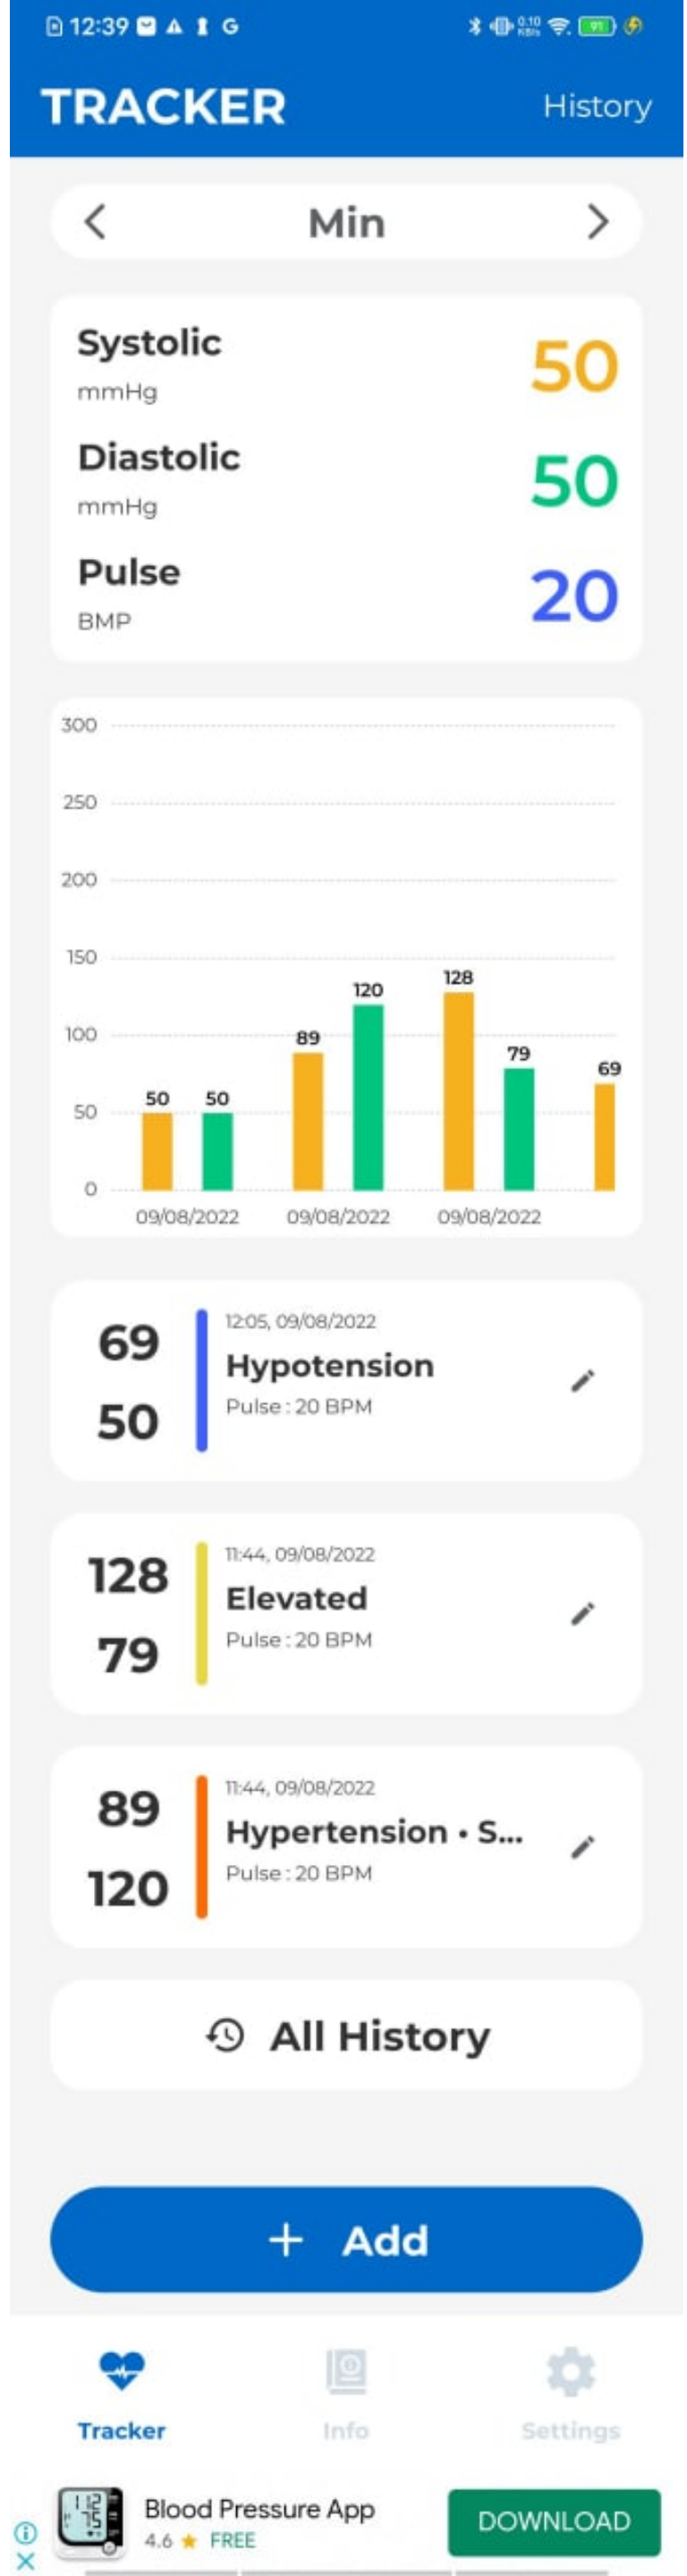 12:39 G 0.10 KB/s 91
TRACKER History
Min
Systolic 50
mmHg
Diastolic 50
mmHg
Pulse 20
BMP
300
250
200
150
100
50
0
50 50 89 120 128 79 69
09/08/2022 09/08/2022 09/08/2022
69
50
12:05, 09/08/2022
Hypotension
Pulse : 20 BPM
128
79
11:44, 09/08/2022
Elevated
Pulse : 20 BPM
89
120
11:44, 09/08/2022
Hypertension • S...
Pulse : 20 BPM
All History
+ Add
Tracker Info Settings
Blood Pressure App
4.6 ★ FREE
DOWNLOAD